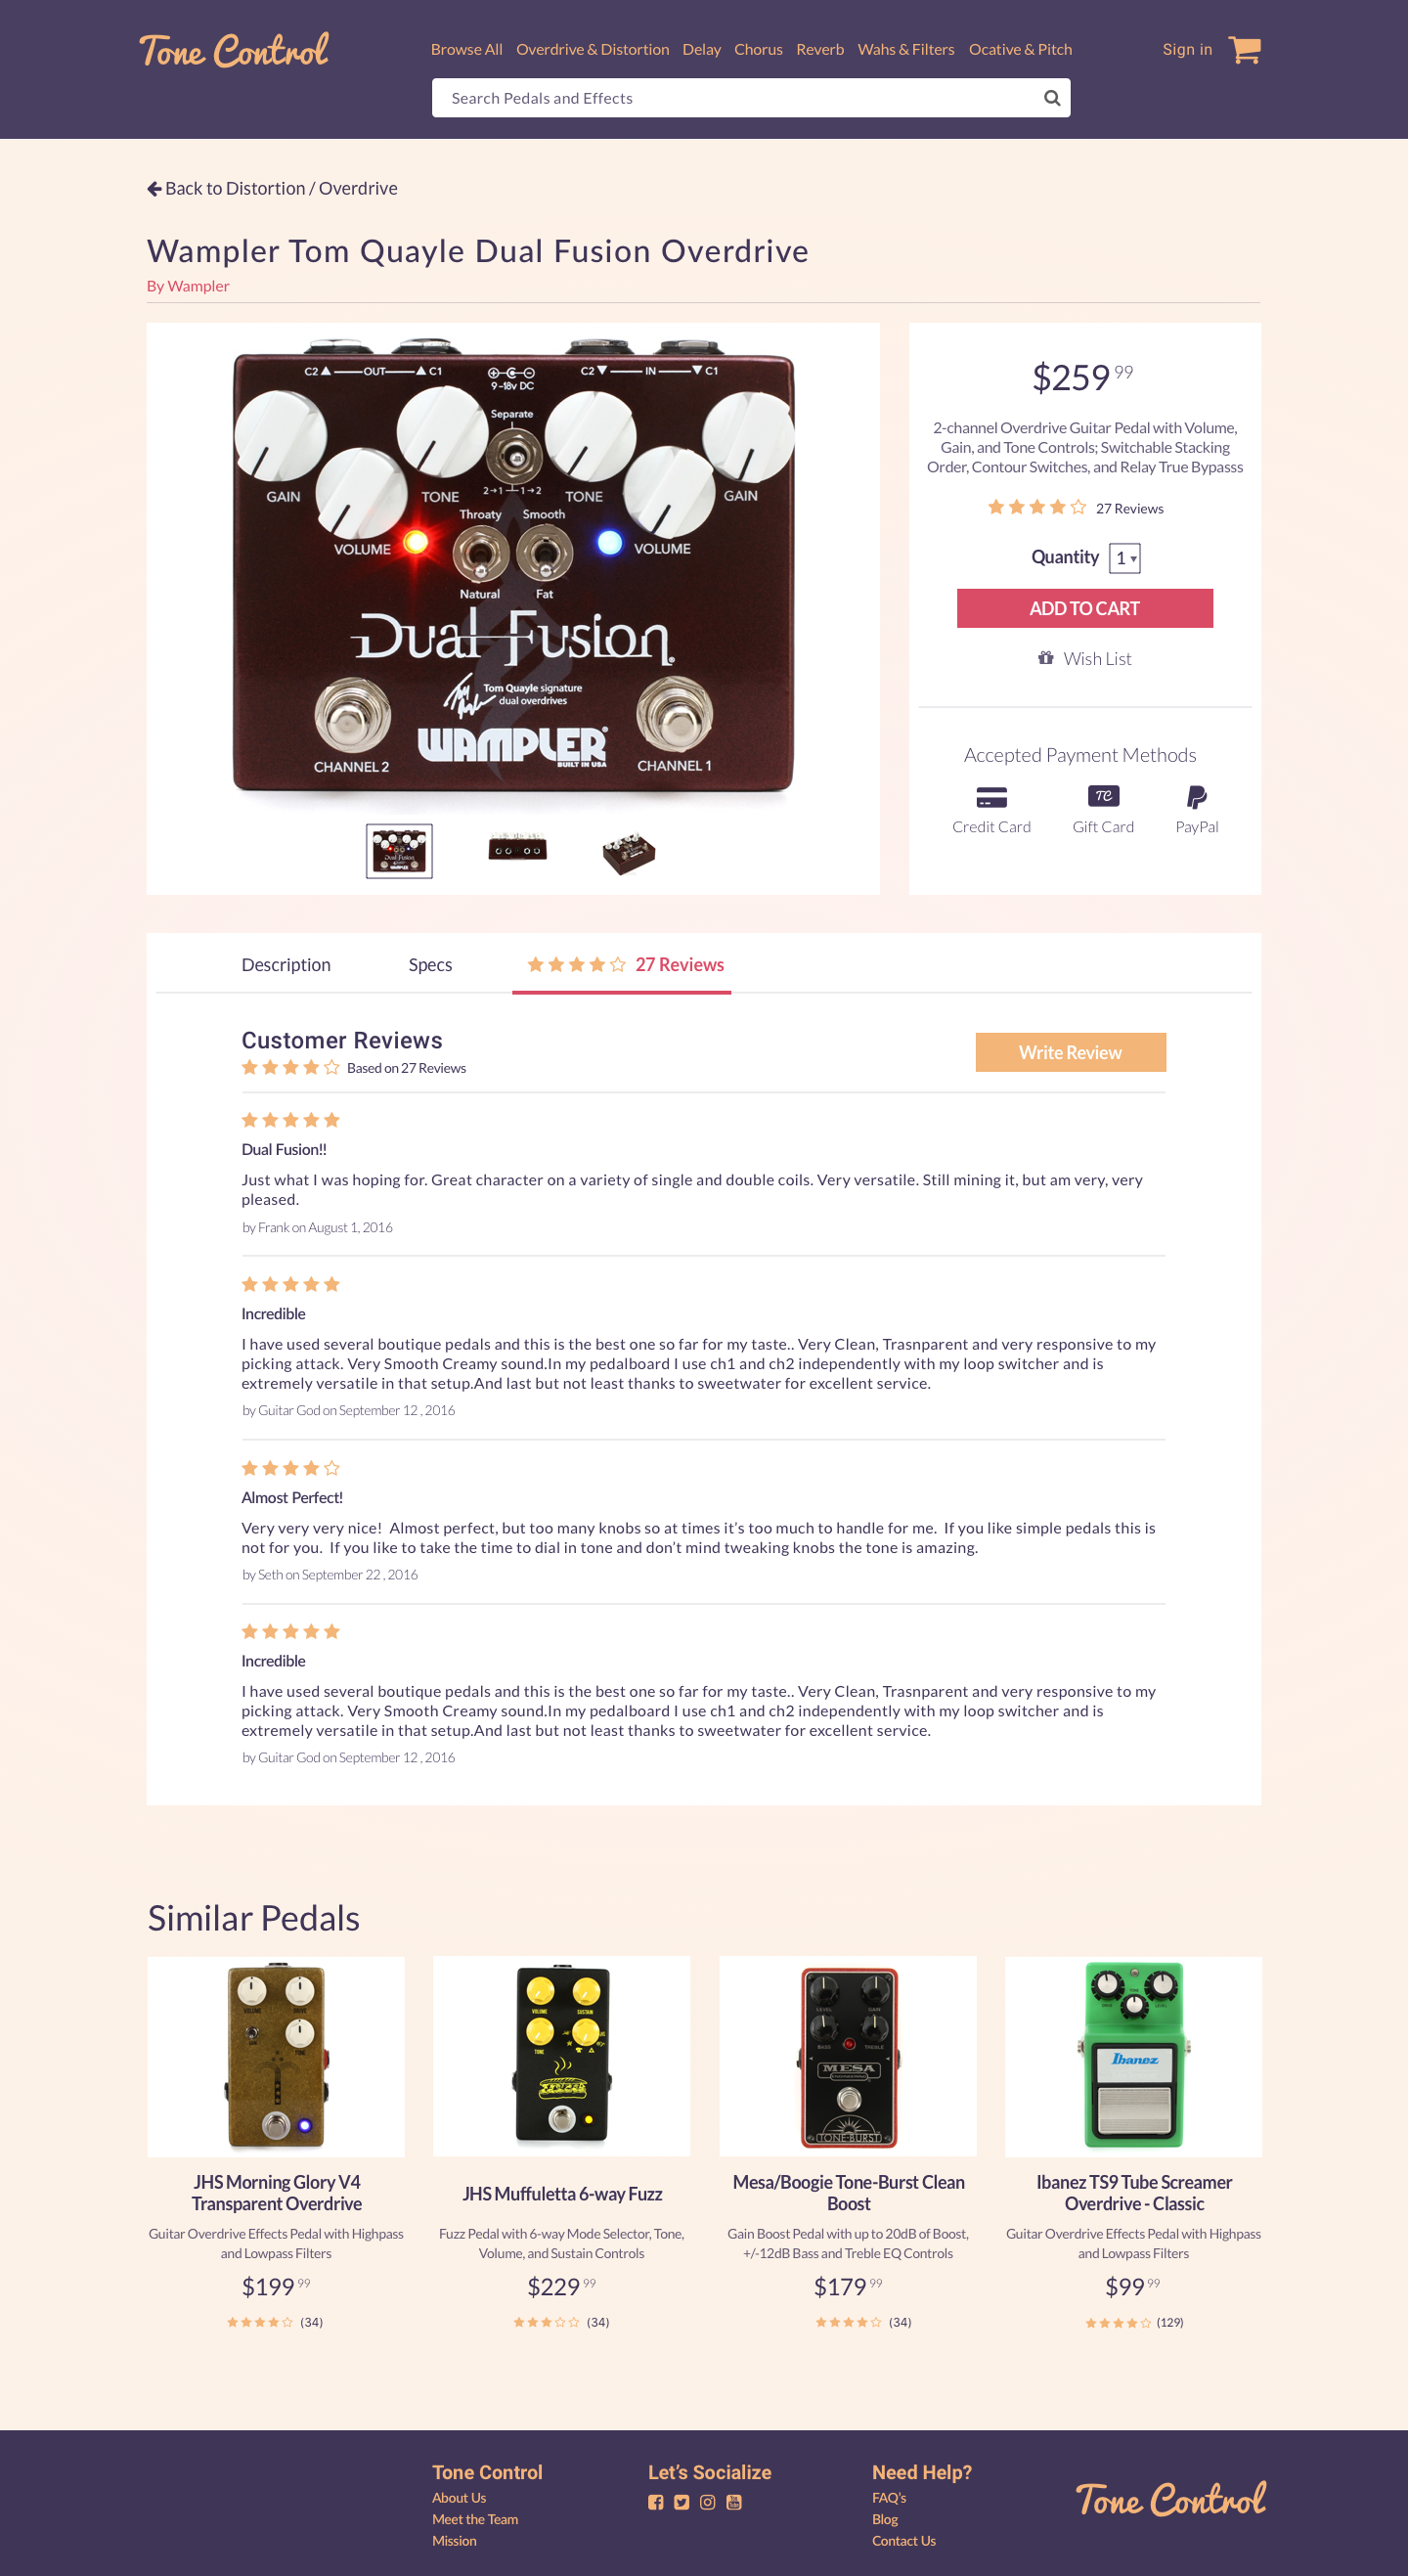 Tone Control
Browse All Overdrive & Distortion Delay Chorus Reverb Wahs & Filters Ocative & Pitch
Sign in
Search Pedals and Effects
Back to Distortion / Overdrive
Wampler Tom Quayle Dual Fusion Overdrive
By Wampler
C2 OUT C1
9-18v DC
C2 IN C1
Separate
GAIN
TONE
2→1 1→2
TONE
GAIN
Throaty Smooth
VOLUME
VOLUME
Natural Fat
Dual Fusion
Tom Quayle signature
dual overdrives
WAMPLER
BUILT IN USA
CHANNEL 2
CHANNEL 1
$259 99
2-channel Overdrive Guitar Pedal with Volume,
Gain, and Tone Controls; Switchable Stacking
Order, Contour Switches, and Relay True Bypasss
27 Reviews
Quantity 1
ADD TO CART
Wish List
Accepted Payment Methods
TC
Credit Card Gift Card PayPal
Description Specs 27 Reviews
Customer Reviews
Based on 27 Reviews
Write Review
Dual Fusion!!
Just what I was hoping for. Great character on a variety of single and double coils. Very versatile. Still mining it, but am very, very
pleased.
by Frank on August 1, 2016
Incredible
I have used several boutique pedals and this is the best one so far for my taste.. Very Clean, Trasnparent and very responsive to my
picking attack. Very Smooth Creamy sound.In my pedalboard I use ch1 and ch2 independently with my loop switcher and is
extremely versatile in that setup.And last but not least thanks to sweetwater for excellent service.
by Guitar God on September 12 , 2016
Almost Perfect!
Very very very nice!  Almost perfect, but too many knobs so at times it’s too much to handle for me.  If you like simple pedals this is
not for you.  If you like to take the time to dial in tone and don’t mind tweaking knobs the tone is amazing.
by Seth on September 22 , 2016
Incredible
I have used several boutique pedals and this is the best one so far for my taste.. Very Clean, Trasnparent and very responsive to my
picking attack. Very Smooth Creamy sound.In my pedalboard I use ch1 and ch2 independently with my loop switcher and is
extremely versatile in that setup.And last but not least thanks to sweetwater for excellent service.
by Guitar God on September 12 , 2016
Similar Pedals
VOLUME DRIVE
TONE
VOLUME SUSTAIN
TONE
LEVEL GAIN
BASS TREBLE
MESA
TONE-BURST
DRIVE TONE LEVEL
Ibanez
JHS Morning Glory V4
Transparent Overdrive
Guitar Overdrive Effects Pedal with Highpass
and Lowpass Filters
$199 99
(34)
JHS Muffuletta 6-way Fuzz
Fuzz Pedal with 6-way Mode Selector, Tone,
Volume, and Sustain Controls
$229 99
(34)
Mesa/Boogie Tone-Burst Clean
Boost
Gain Boost Pedal with up to 20dB of Boost,
+/-12dB Bass and Treble EQ Controls
$179 99
(34)
Ibanez TS9 Tube Screamer
Overdrive - Classic
Guitar Overdrive Effects Pedal with Highpass
and Lowpass Filters
$99 99
(129)
Tone Control
About Us
Meet the Team
Mission
Let’s Socialize
Need Help?
FAQ’s
Blog
Contact Us
Tone Control